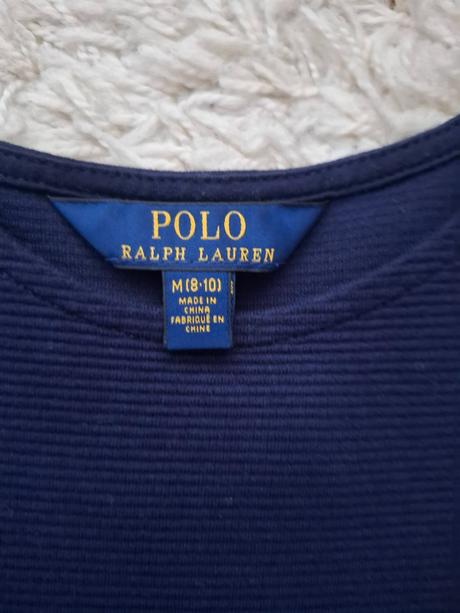 POLO
RALPH LAUREN
M(8-10)
MADE IN
CHINA
FABRIQUÉ EN
CHINE